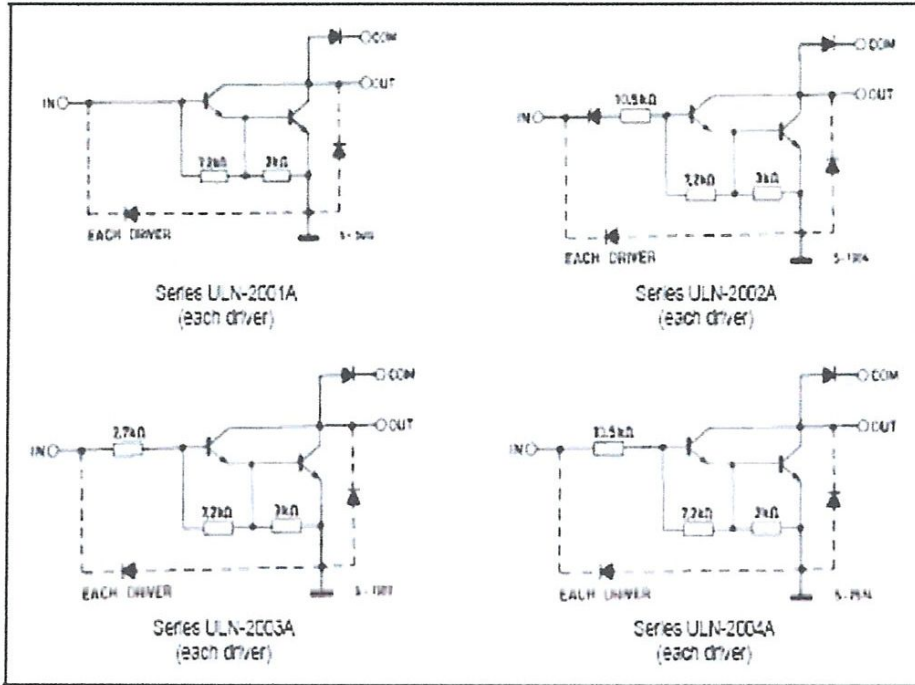 COM
OUT
IN
7.2kΩ 3kΩ
EACH DRIVER
Series ULN-2001A
(each driver)
COM
OUT
10.5kΩ
IN
7.2kΩ 3kΩ
EACH DRIVER
Series ULN-2002A
(each driver)
COM
OUT
2.7kΩ
IN
7.2kΩ 3kΩ
EACH DRIVER
Series ULN-2003A
(each driver)
COM
OUT
10.5kΩ
IN
7.2kΩ 3kΩ
EACH DRIVER
Series ULN-2004A
(each driver)